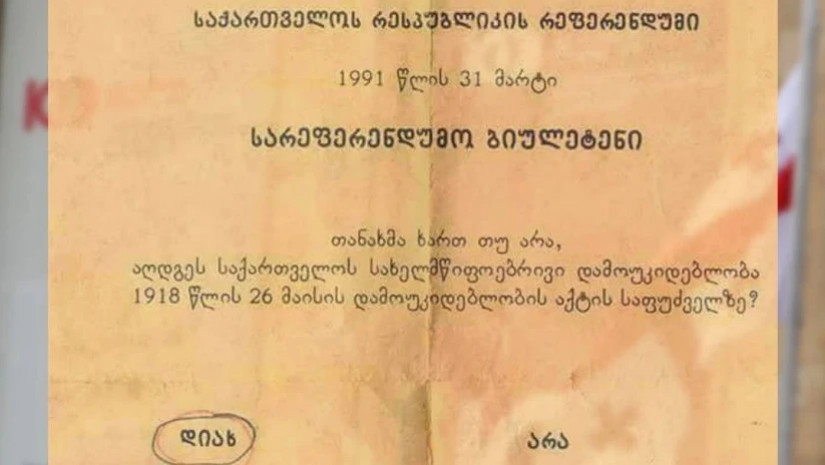 საქართველოს რესპუბლიკის რეფერენდუმი
1991 წლის 31 მარტი
სარეფერენდუმო ბიულეტენი
თანახმა ხართ თუ არა,
აღდგეს საქართველოს სახელმწიფოებრივი დამოუკიდებლობა
1918 წლის 26 მაისის დამოუკიდებლობის აქტის საფუძველზე?
დიახ არა